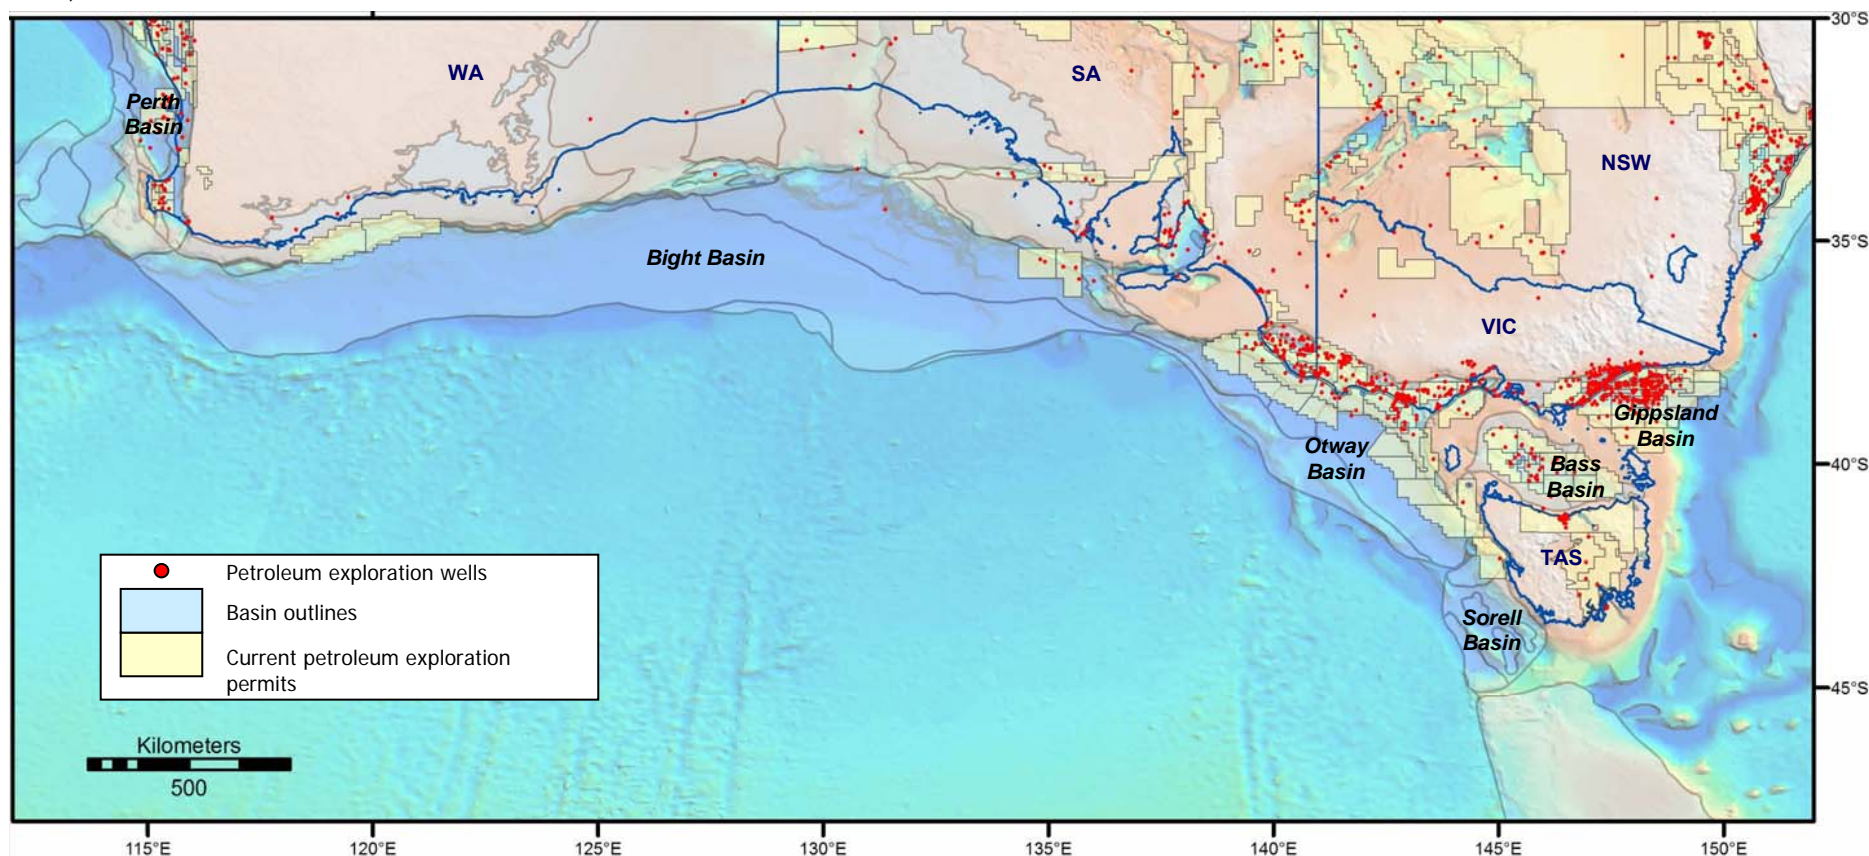 30°S
WA
SA
Perth
Basin
NSW
35°S
Bight Basin
VIC
Gippsland
Basin
Otway
Basin
Bass
Basin
40°S
TAS
Petroleum exploration wells
Basin outlines
Current petroleum exploration
permits
Sorell
Basin
45°S
Kilometers
500
115°E
120°E
125°E
130°E
135°E
140°E
145°E
150°E